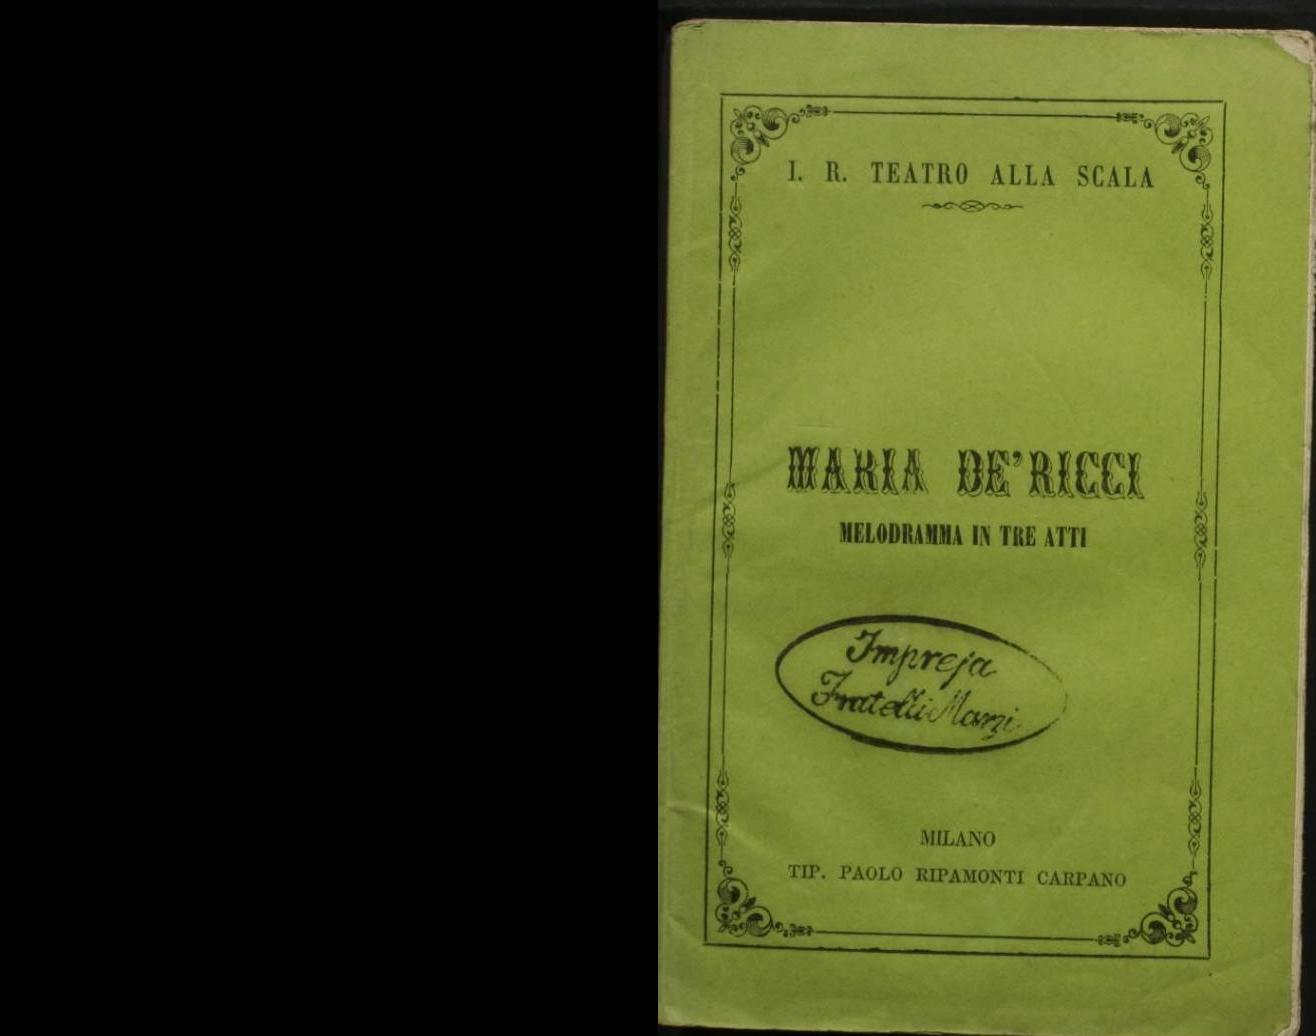 I. R. TEATRO ALLA SCALA
MARIA DE' RICCI
MELODRAMMA IN TRE ATTI
Impresa
Fratelli Marzi
MILANO
TIP. PAOLO RIPAMONTI CARPANO